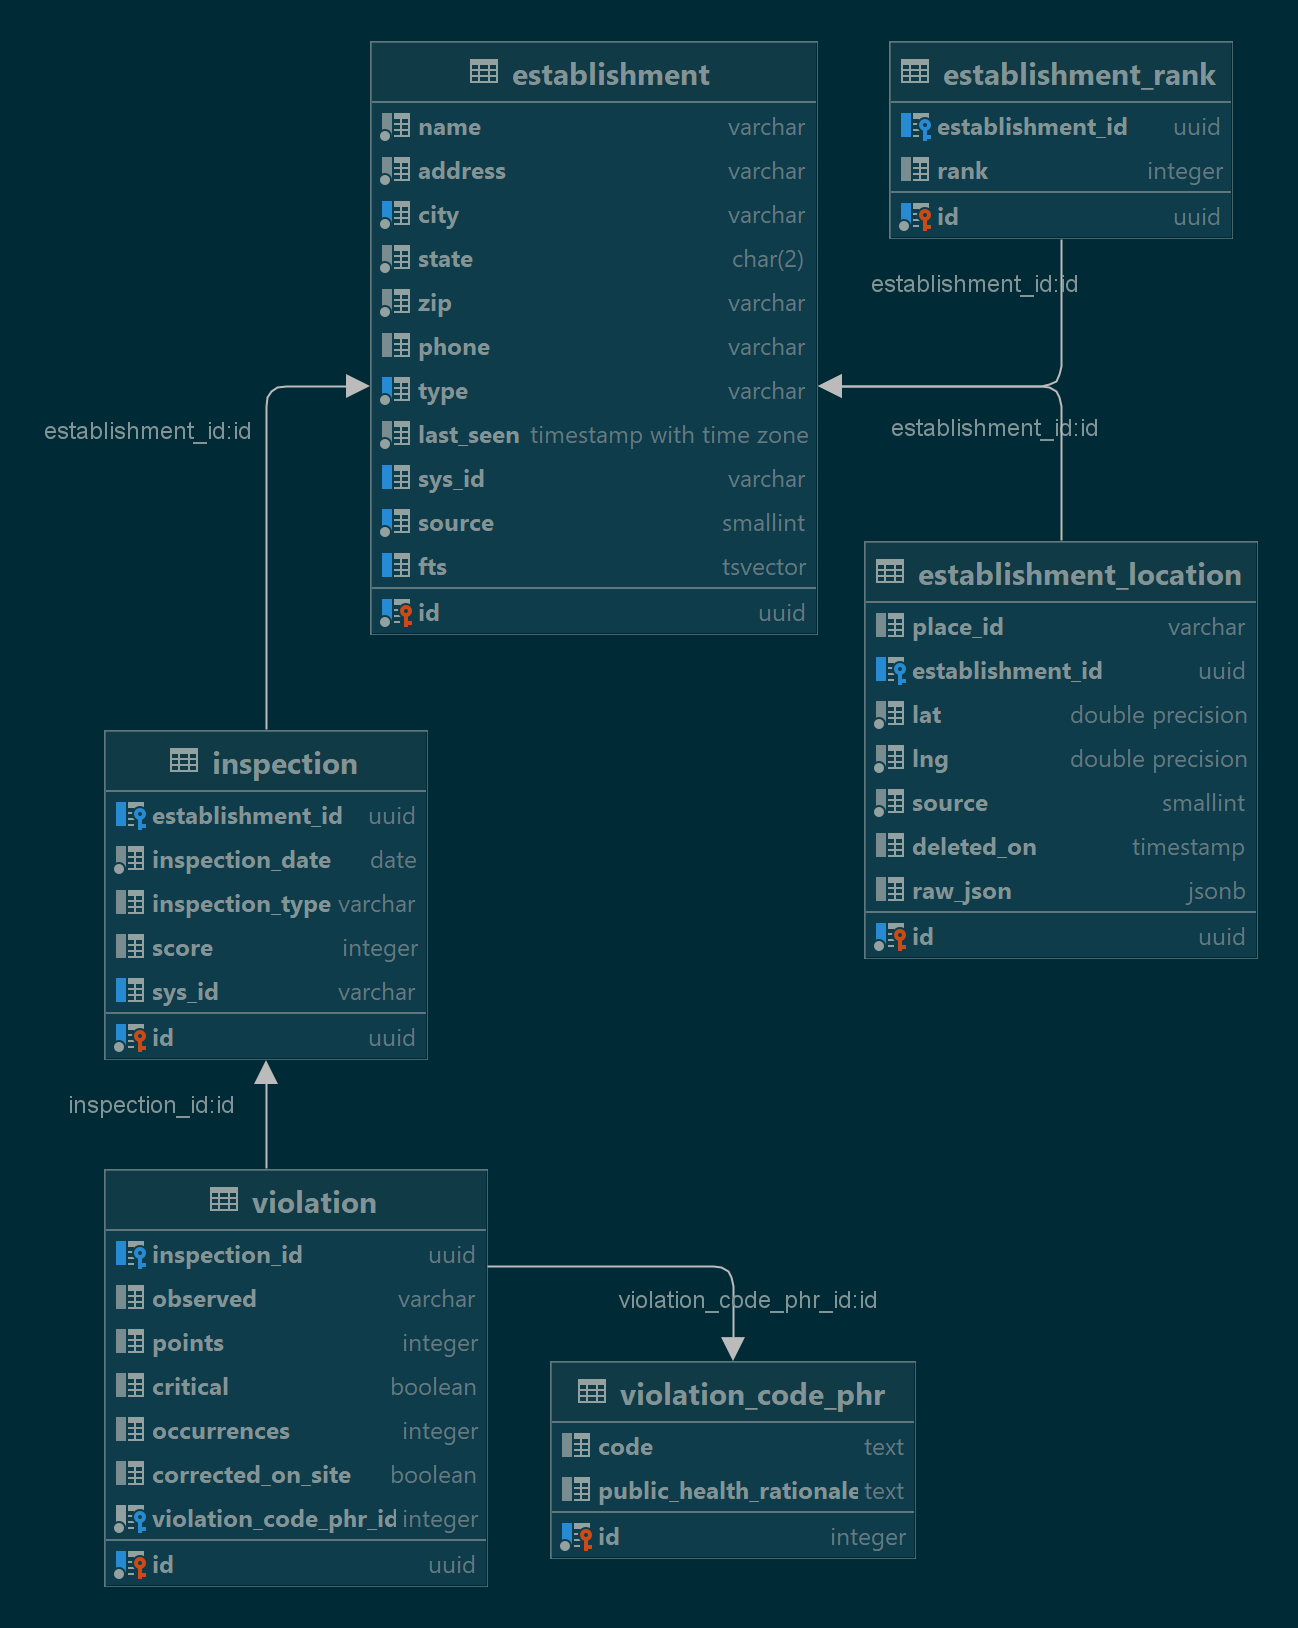 establishment
name varchar
address varchar
city varchar
state char(2)
zip varchar
phone varchar
type varchar
last_seen timestamp with time zone
sys_id varchar
source smallint
fts tsvector
id uuid
establishment_rank
establishment_id uuid
rank integer
id uuid
establishment_id:id
establishment_id:id
establishment_id:id
establishment_location
place_id varchar
establishment_id uuid
lat double precision
lng double precision
source smallint
deleted_on timestamp
raw_json jsonb
id uuid
inspection
establishment_id uuid
inspection_date date
inspection_type varchar
score integer
sys_id varchar
id uuid
inspection_id:id
violation
inspection_id uuid
observed varchar
points integer
critical boolean
occurrences integer
corrected_on_site boolean
violation_code_phr_id integer
id uuid
violation_code_phr_id:id
violation_code_phr
code text
public_health_rationale text
id integer